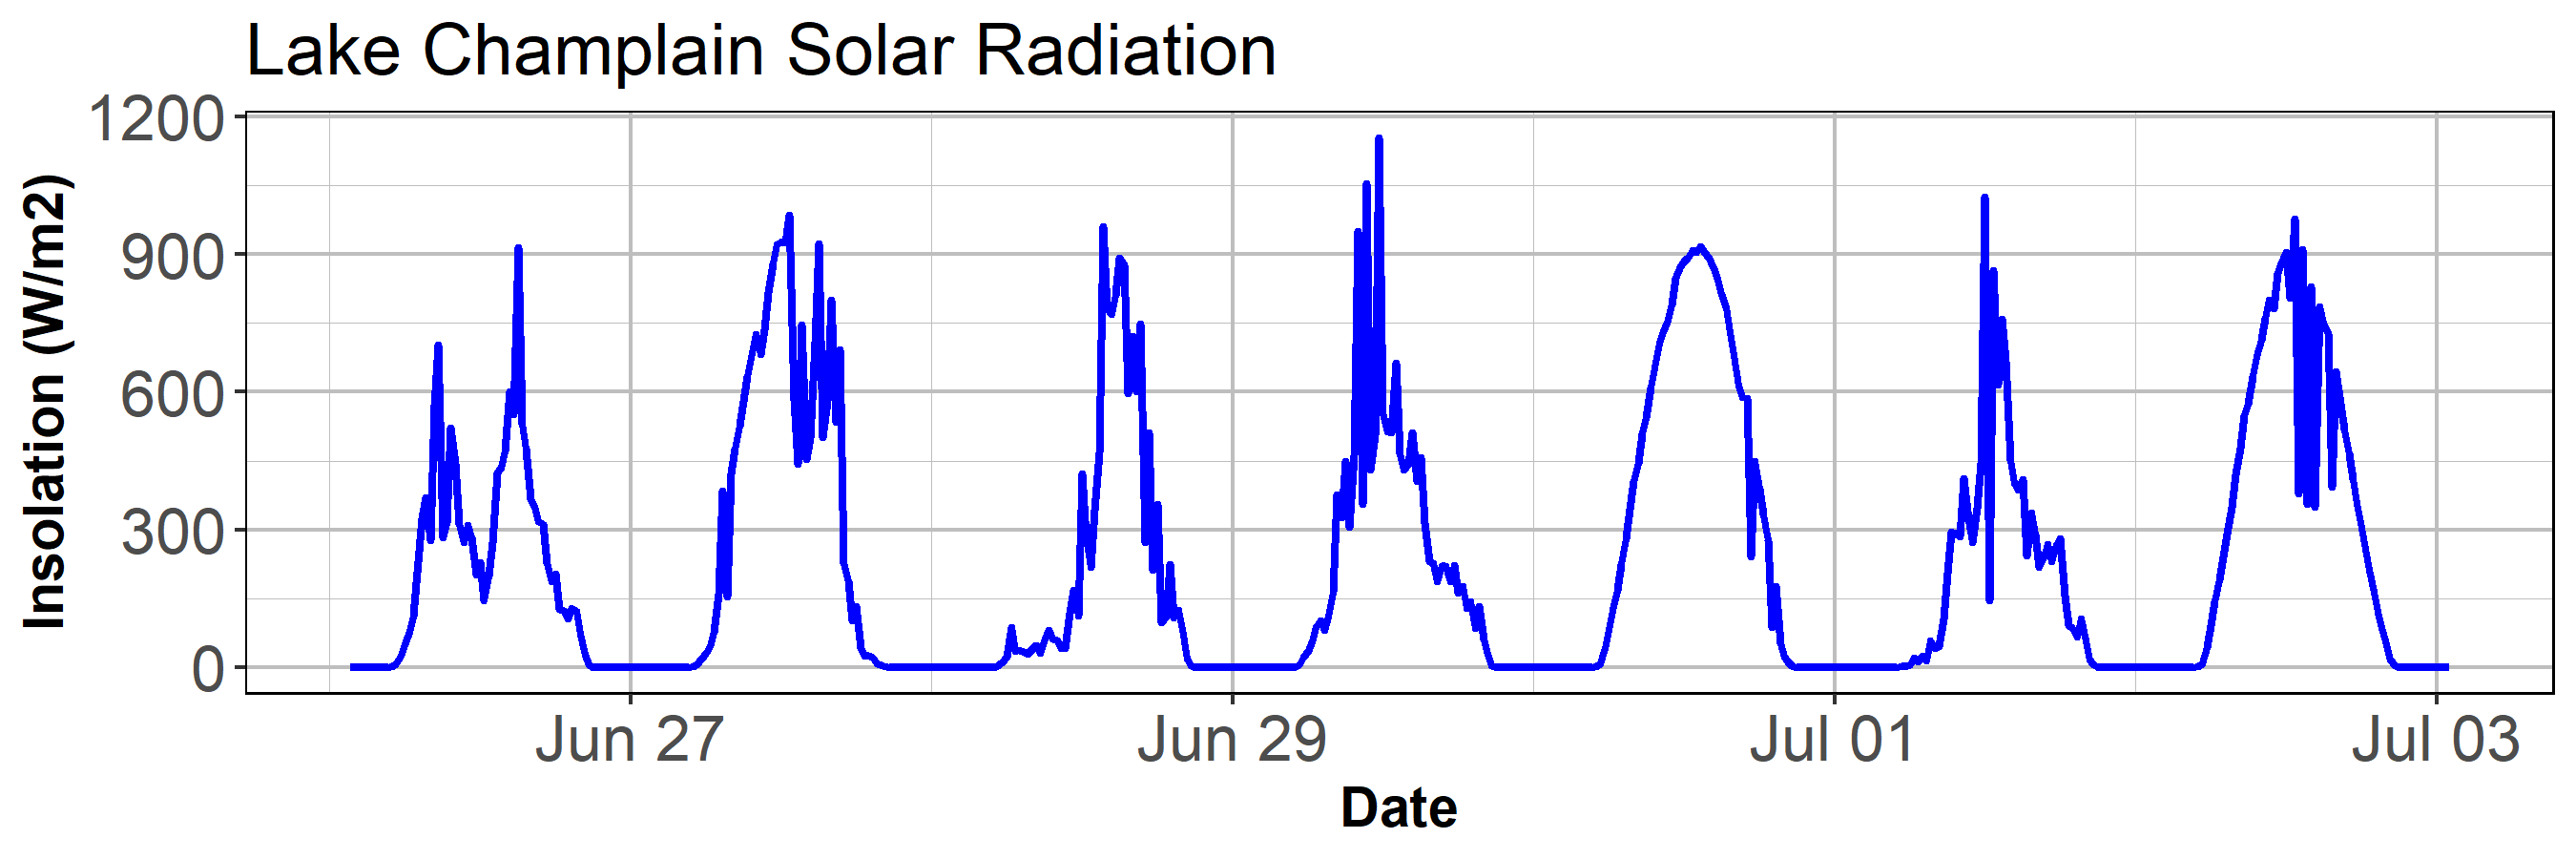 Lake Champlain Solar Radiation
1200
900
600
300
0
Insolation (W/m2)
Jun 27 Jun 29 Jul 01 Jul 03
Date